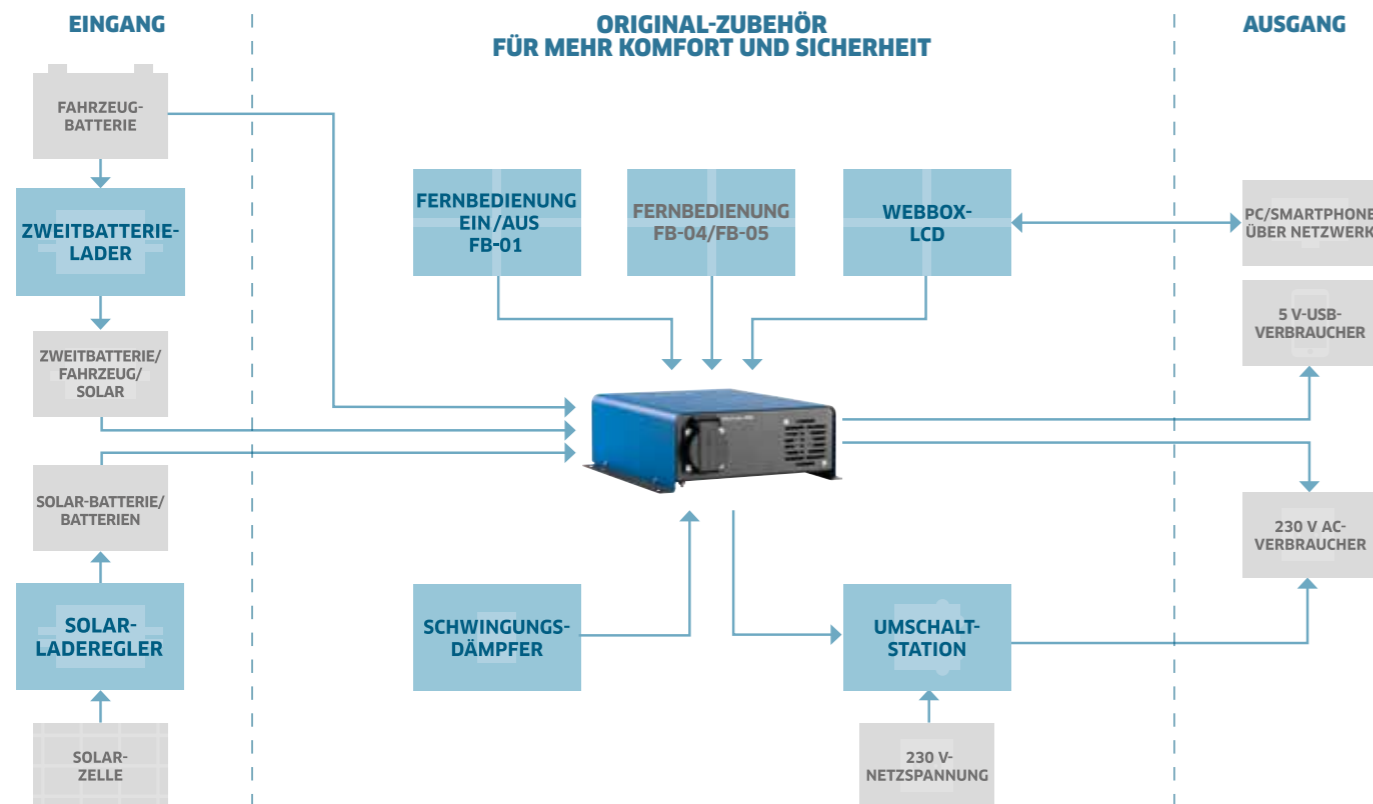 EINGANG
ORIGINAL-ZUBEHÖR
FÜR MEHR KOMFORT UND SICHERHEIT
AUSGANG
FAHRZEUG-
BATTERIE
ZWEITBATTERIE-
LADER
ZWEITBATTERIE/
FAHRZEUG/
SOLAR
SOLAR-BATTERIE/
BATTERIEN
SOLAR-
LADEREGLER
SOLAR-
ZELLE
FERNBEDIENUNG
EIN/AUS
FB-01
FERNBEDIENUNG
FB-04/FB-05
WEBBOX-
LCD
SCHWINGUNGS-
DÄMPFER
UMSCHALT-
STATION
230 V-
NETZSPANNUNG
PC/SMARTPHONE
ÜBER NETZWERK
5 V-USB-
VERBRAUCHER
230 V AC-
VERBRAUCHER